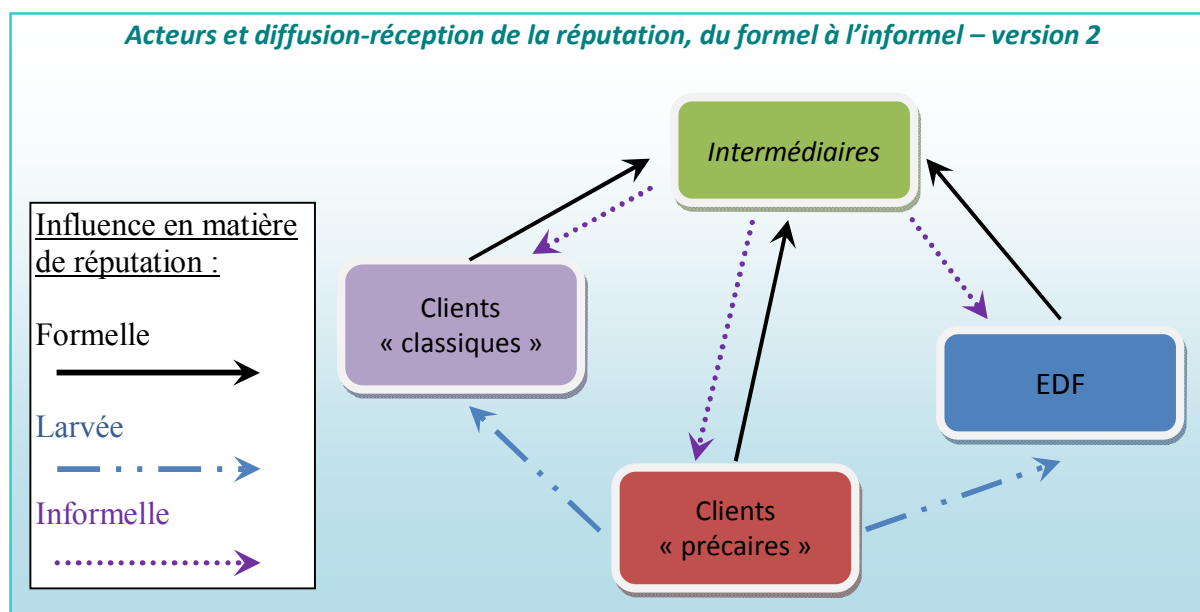 Acteurs et diffusion-réception de la réputation, du formel à l’informel – version 2
Intermédiaires
Influence en matière
de réputation :
Formelle
Larvée
Informelle
Clients
« classiques »
EDF
Clients
« précaires »